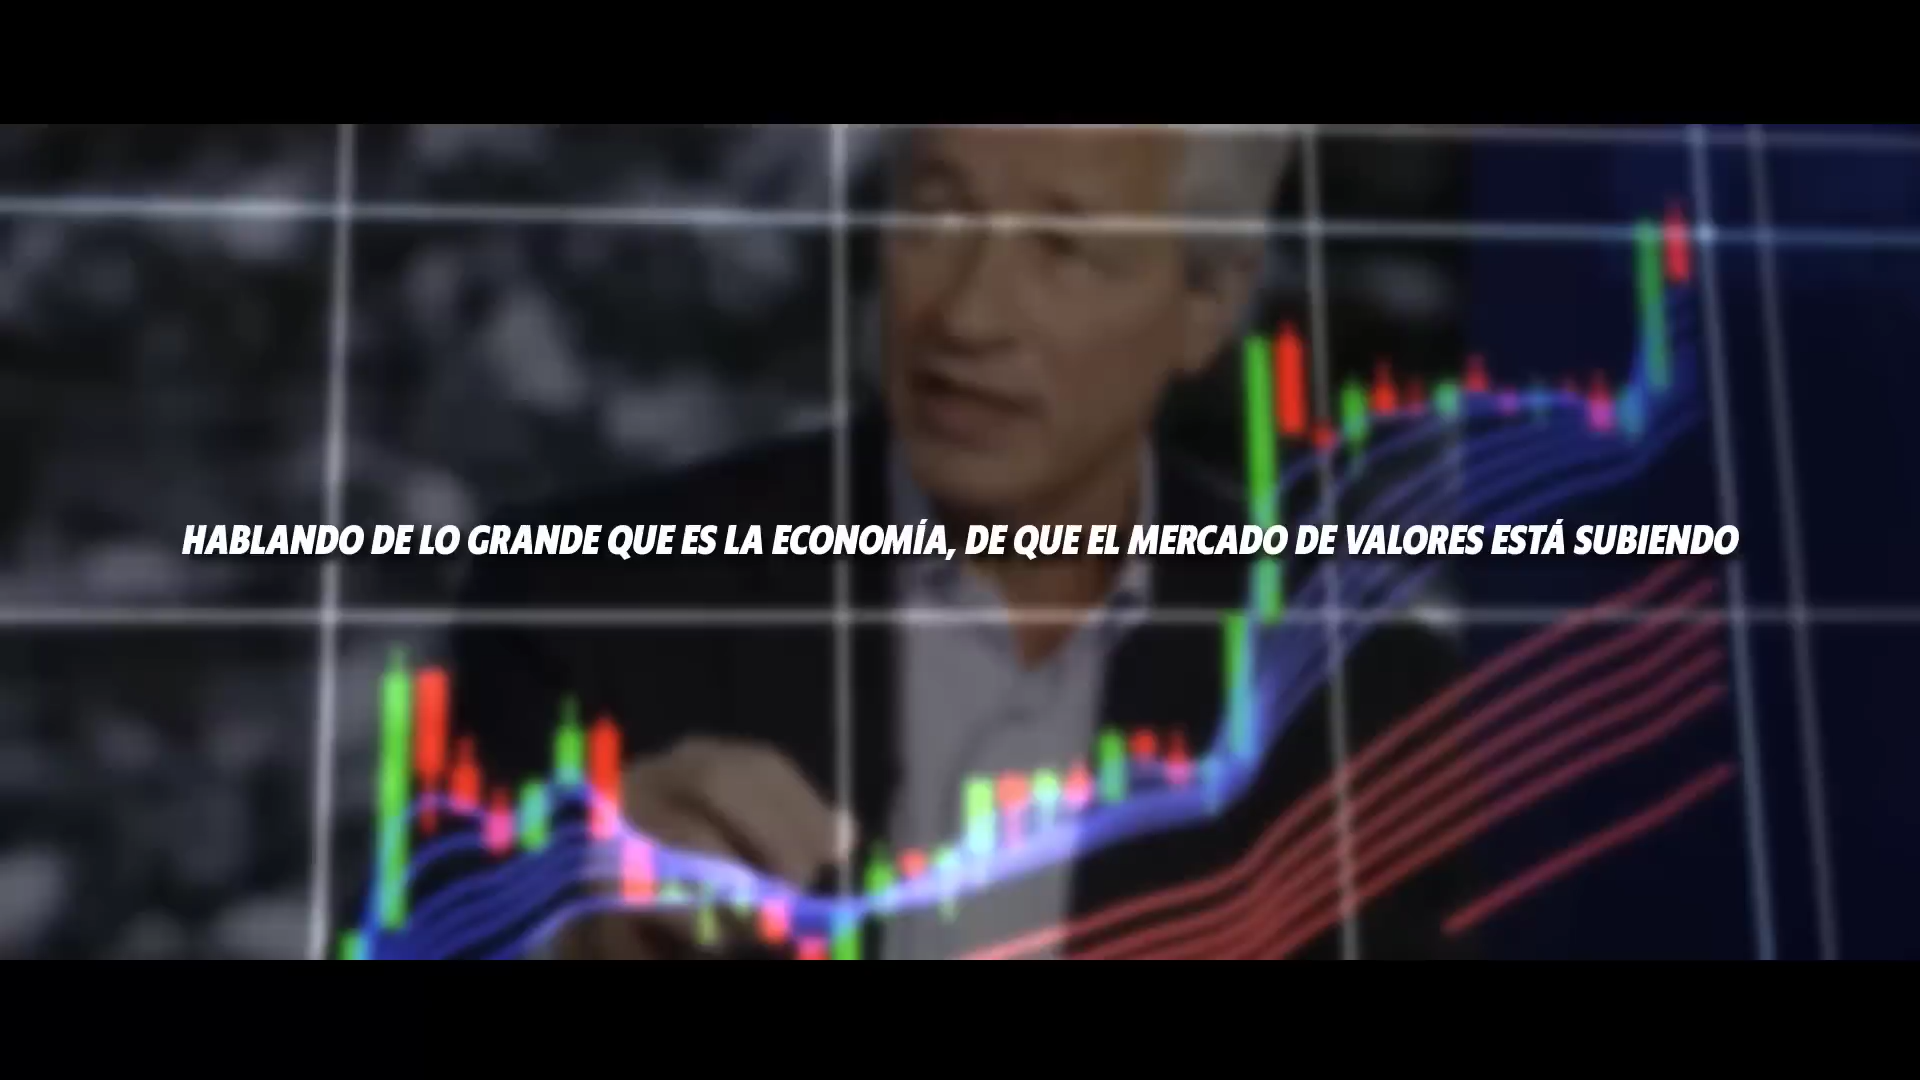 HABLANDO DE LO GRANDE QUE ES LA ECONOMÍA, DE QUE EL MERCADO DE VALORES ESTÁ SUBIENDO